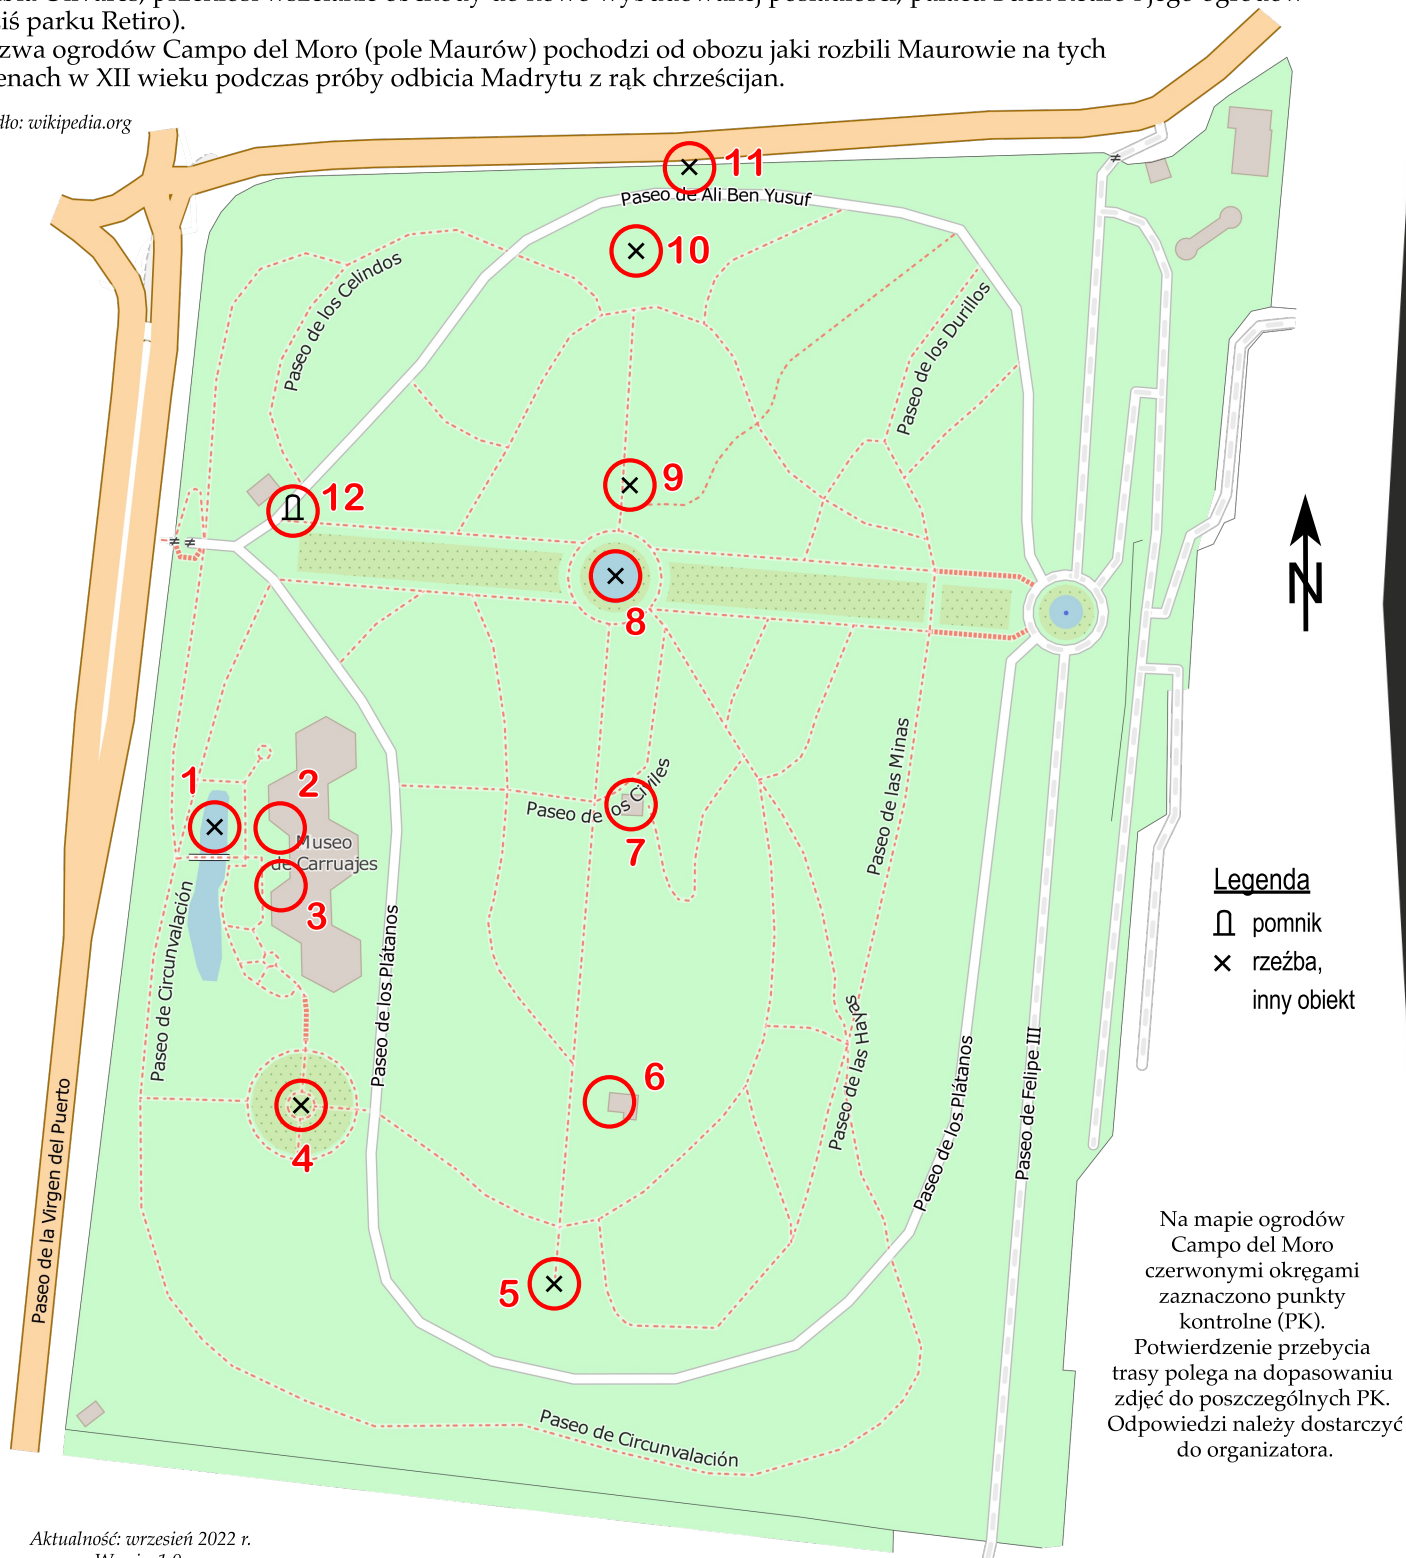 iś parku Retiro).
zwa ogrodów Campo del Moro (pole Maurów) pochodzi od obozu jaki rozbili Maurowie na tych
enach w XII wieku podczas próby odbicia Madrytu z rąk chrześcijan.
dło: wikipedia.org
11
Paseo de Ali Ben Yusuf
10
Paseo de los Celindos
Paseo de los Durillos
9
12
N
8
1
2
Paseo de los Civiles
7
Museo
de Carruajes
3
Paseo de las Minas
Legenda
pomnik
rzeźba,
inny obiekt
Paseo de Circunvalación
Paseo de los Plátanos
6
Paseo de las Hayas
Paseo de los Plátanos
Paseo de Felipe III
4
Paseo de la Virgen del Puerto
5
Na mapie ogrodów
Campo del Moro
czerwonymi okręgami
zaznaczono punkty
kontrolne (PK).
Potwierdzenie przebycia
trasy polega na dopasowaniu
zdjęć do poszczególnych PK.
Odpowiedzi należy dostarczyć
do organizatora.
Paseo de Circunvalación
Aktualność: wrzesień 2022 r.